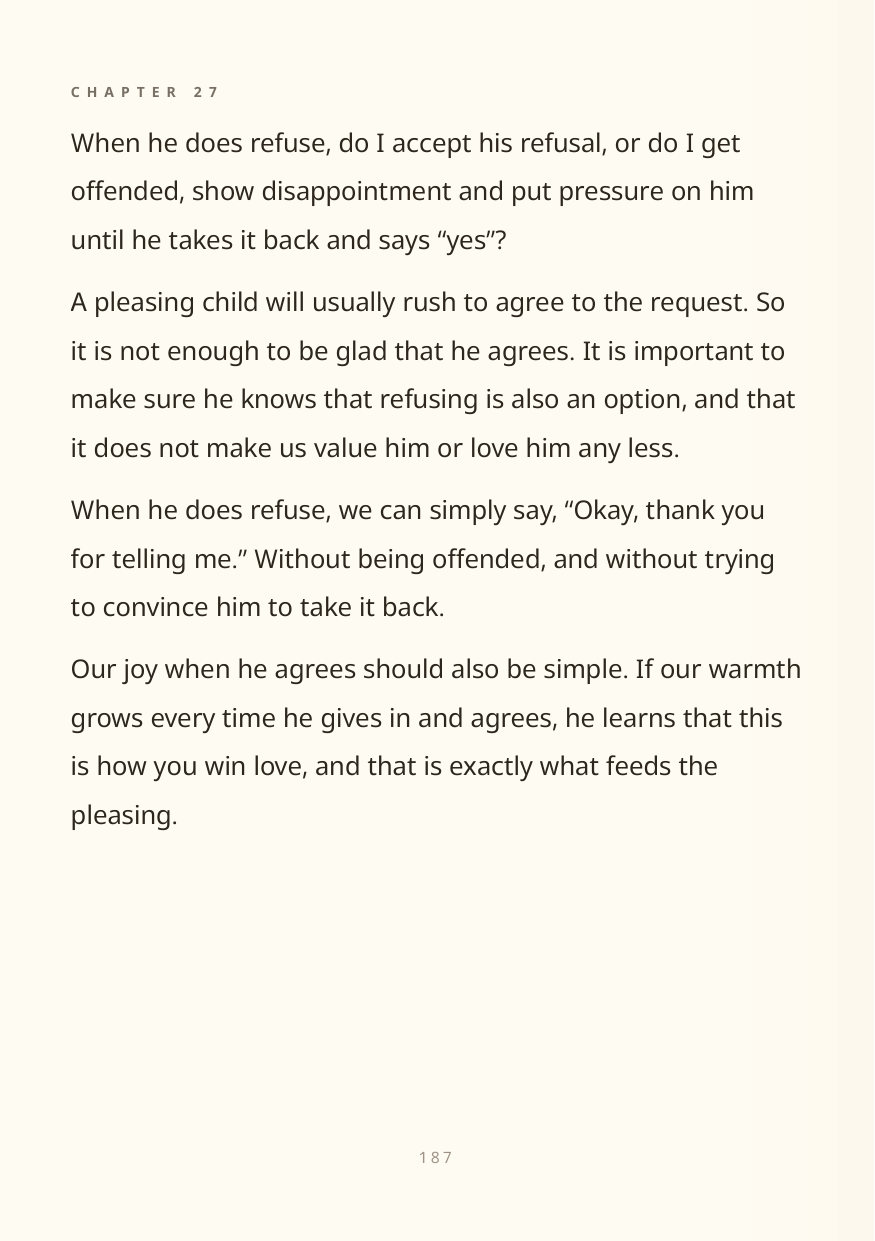 CHAPTER 27
When he does refuse, do I accept his refusal, or do I get
offended, show disappointment and put pressure on him
until he takes it back and says “yes”?
A pleasing child will usually rush to agree to the request. So
it is not enough to be glad that he agrees. It is important to
make sure he knows that refusing is also an option, and that
it does not make us value him or love him any less.
When he does refuse, we can simply say, “Okay, thank you
for telling me.” Without being offended, and without trying
to convince him to take it back.
Our joy when he agrees should also be simple. If our warmth
grows every time he gives in and agrees, he learns that this
is how you win love, and that is exactly what feeds the
pleasing.
187